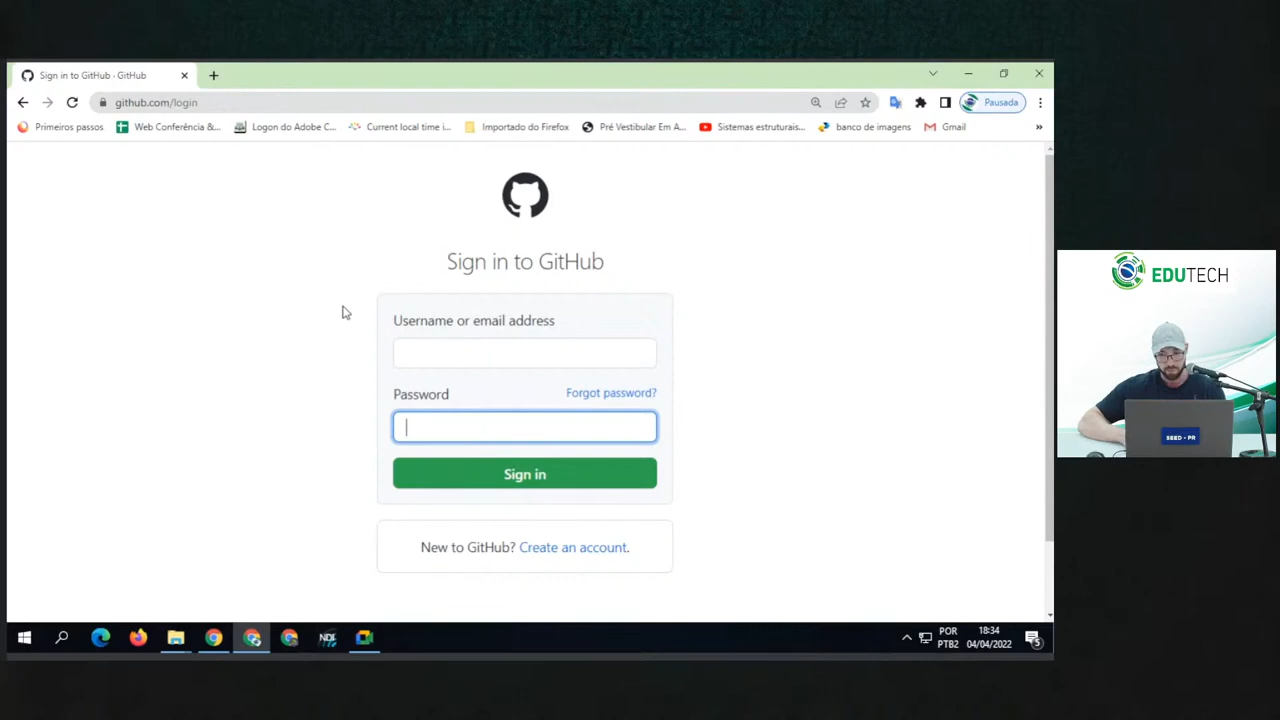 Sign in to GitHub · GitHub
github.com/login
Pausada
Primeiros passos
Web Conferência &...
Logon do Adobe C...
Current local time i...
Importado do Firefox
Pré Vestibular Em A...
Sistemas estruturais...
banco de imagens
Gmail
»
Sign in to GitHub
Username or email address
Password
Forgot password?
Sign in
New to GitHub? Create an account.
EDUTECH
SEED - PR
NDI
POR
PTB2
18:34
04/04/2022
5